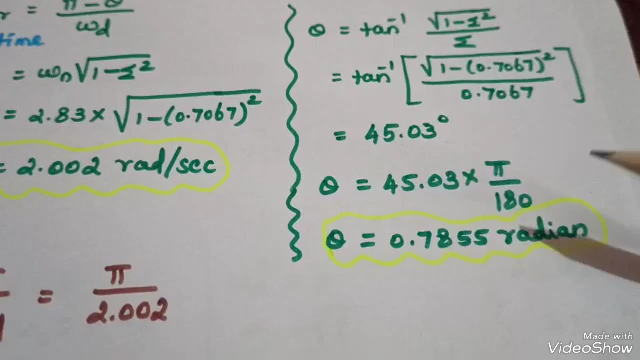 r = π-θ / ωd
time
= ωn √1-ξ²
= 2.83 × √1-(0.7067)²
= 2.002 rad/sec
= π / 2.002
θ = tan⁻¹ √1-ξ² / ξ
= tan⁻¹ [ √1-(0.7067)² / 0.7067 ]
= 45.03°
θ = 45.03 × π / 180
θ = 0.7855 radian
Made with
VideoShow